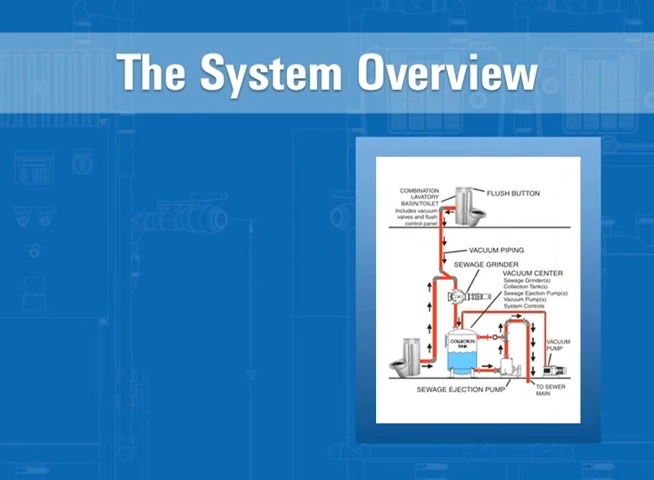 The System Overview
COMBINATION
LAVATORY
BASIN/TOILET
Includes vacuum
valves and flush
control panel
FLUSH BUTTON
VACUUM PIPING
SEWAGE GRINDER
VACUUM CENTER
Sewage Grinder(s)
Collection Tank(s)
Sewage Ejection Pump(s)
Vacuum Pump(s)
System Controls
COLLECTION
TANK
VACUUM
PUMP
SEWAGE EJECTION PUMP
TO SEWER
MAIN